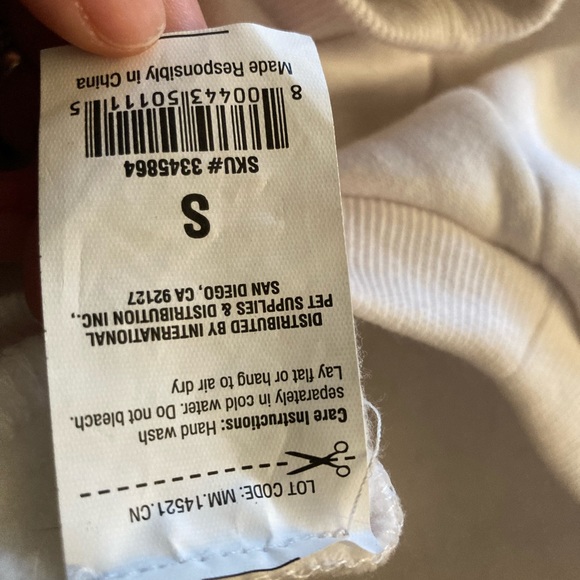 LOT CODE: MM.14521.CN
Care Instructions: Hand wash
separately in cold water. Do not bleach.
Lay flat or hang to air dry
DISTRIBUTED BY INTERNATIONAL
PET SUPPLIES & DISTRIBUTION INC.,
SAN DIEGO, CA 92127
S
SKU# 3345864
8 00443 50111 5
Made Responsibly in China